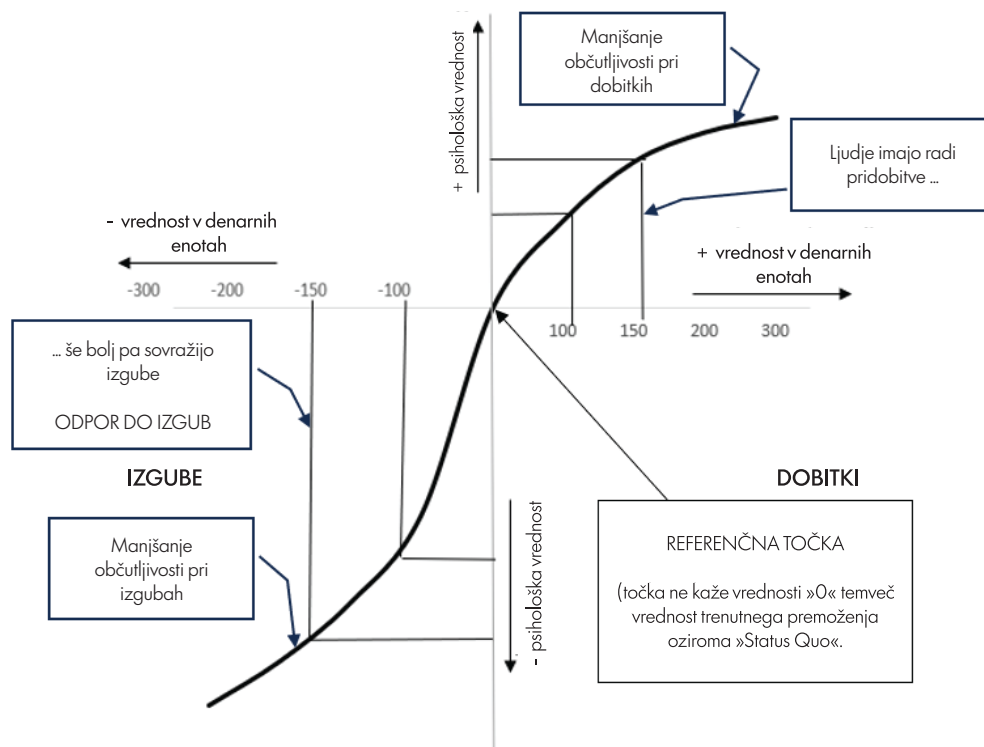 Manjšanje
občutljivosti pri
dobitkih
+ psihološka vrednost
Ljudje imajo radi
pridobitve ...
- vrednost v denarnih
enotah
+ vrednost v denarnih
enotah
-300 -200 -150 -100
100 150 200 300
... še bolj pa sovražijo
izgube
ODPOR DO IZGUB
IZGUBE
DOBITKI
- psihološka vrednost
Manjšanje
občutljivosti pri
izgubah
REFERENČNA TOČKA
(točka ne kaže vrednosti »0« temveč
vrednost trenutnega premoženja
oziroma »Status Quo«.